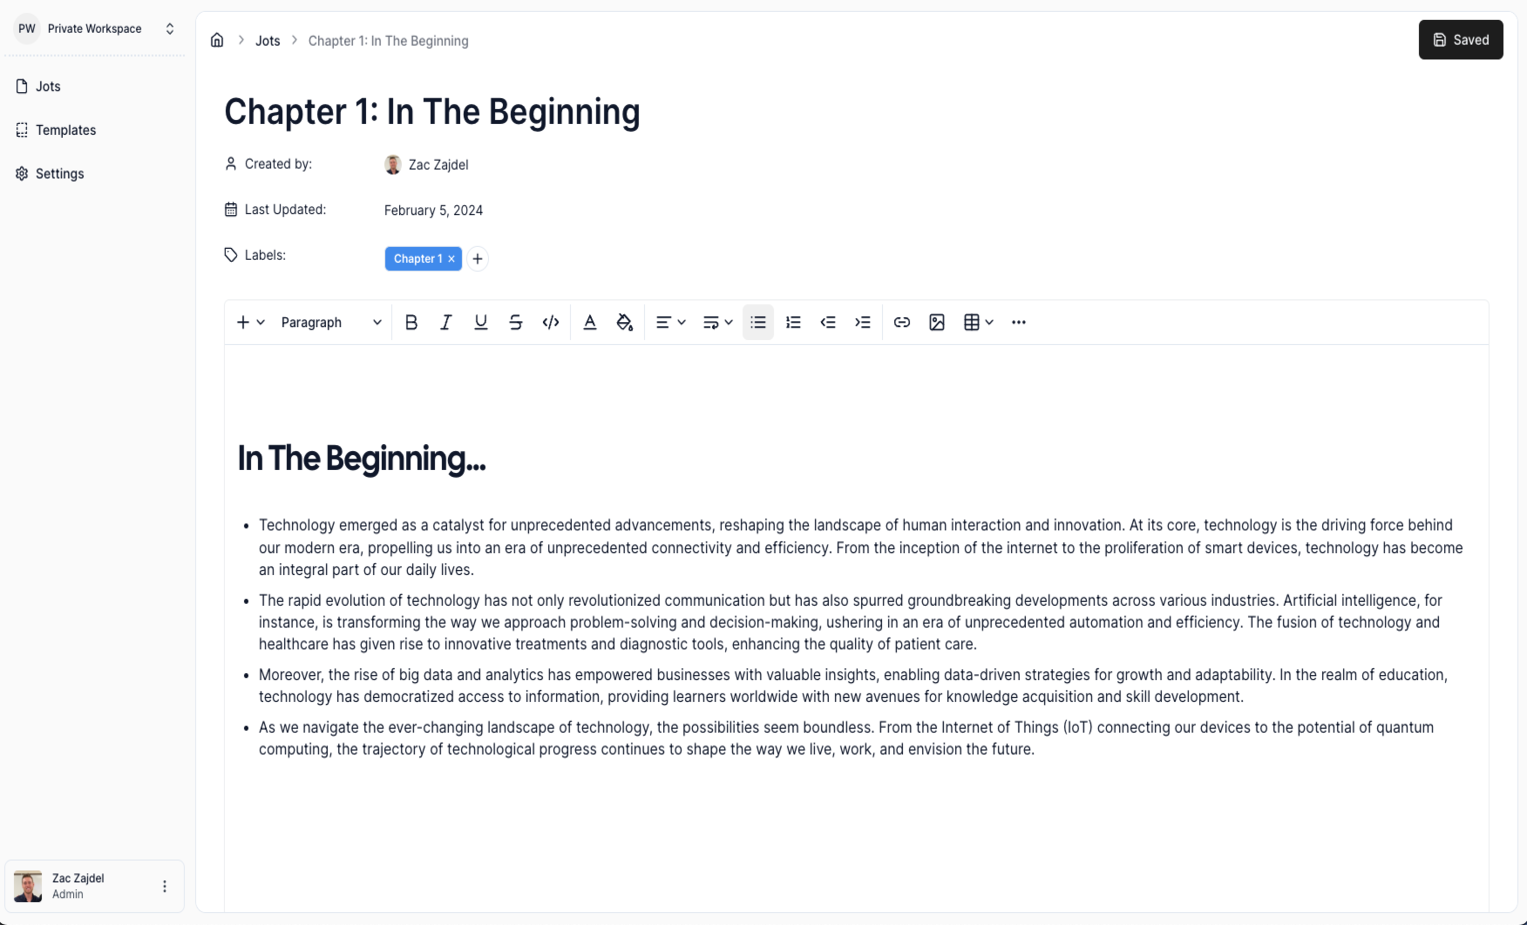 PW Private Workspace
Jots
Templates
Settings
Jots Chapter 1: In The Beginning
Saved
Chapter 1: In The Beginning
Created by: Zac Zajdel
Last Updated: February 5, 2024
Labels: Chapter 1 × +
Paragraph
In The Beginning...
• Technology emerged as a catalyst for unprecedented advancements, reshaping the landscape of human interaction and innovation. At its core, technology is the driving force behind
our modern era, propelling us into an era of unprecedented connectivity and efficiency. From the inception of the internet to the proliferation of smart devices, technology has become
an integral part of our daily lives.
• The rapid evolution of technology has not only revolutionized communication but has also spurred groundbreaking developments across various industries. Artificial intelligence, for
instance, is transforming the way we approach problem-solving and decision-making, ushering in an era of unprecedented automation and efficiency. The fusion of technology and
healthcare has given rise to innovative treatments and diagnostic tools, enhancing the quality of patient care.
• Moreover, the rise of big data and analytics has empowered businesses with valuable insights, enabling data-driven strategies for growth and adaptability. In the realm of education,
technology has democratized access to information, providing learners worldwide with new avenues for knowledge acquisition and skill development.
• As we navigate the ever-changing landscape of technology, the possibilities seem boundless. From the Internet of Things (IoT) connecting our devices to the potential of quantum
computing, the trajectory of technological progress continues to shape the way we live, work, and envision the future.
Zac Zajdel
Admin